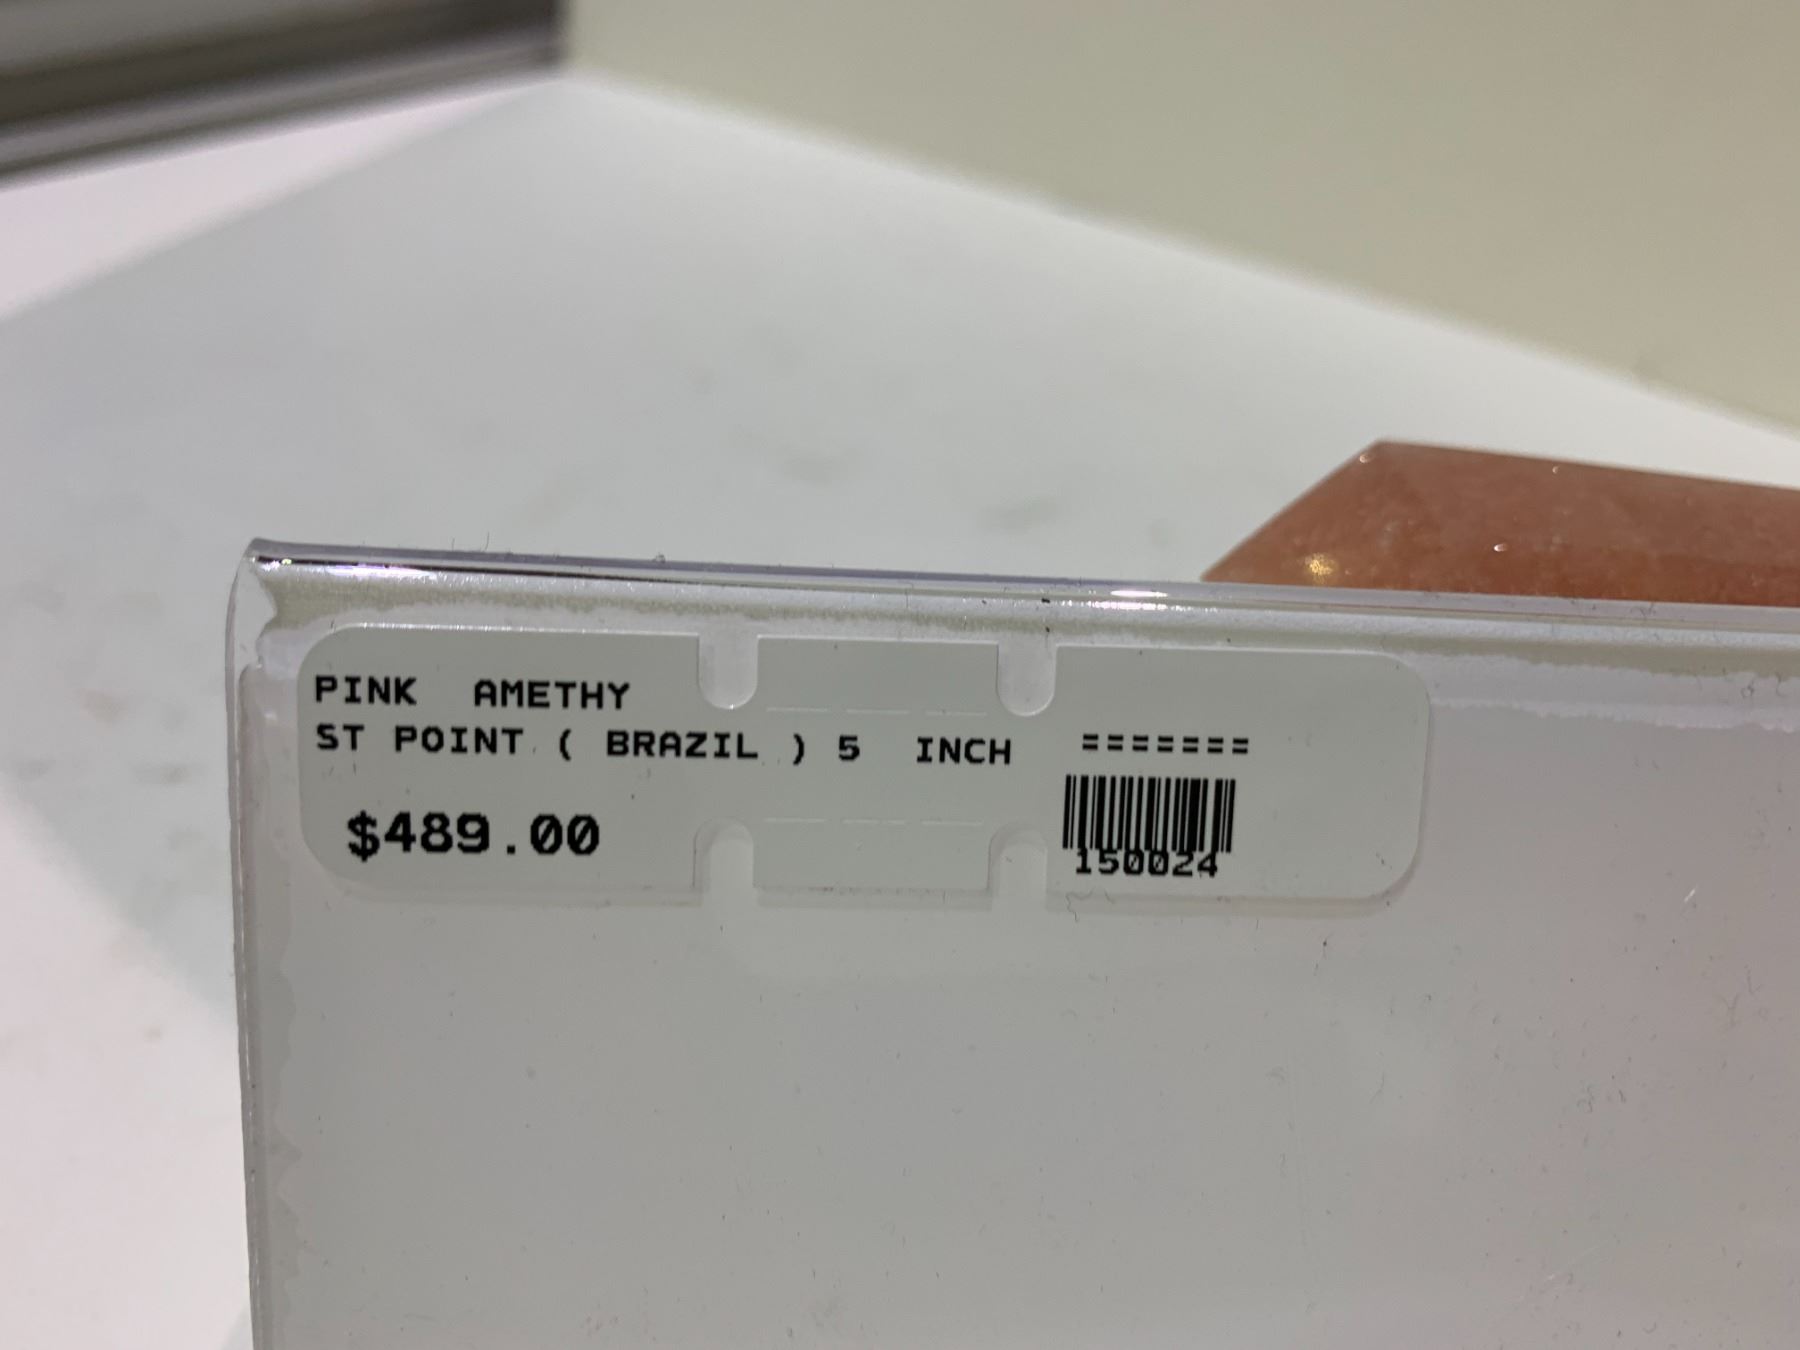 PINK AMETHY
ST POINT ( BRAZIL ) 5 INCH
=======
$489.00
150024